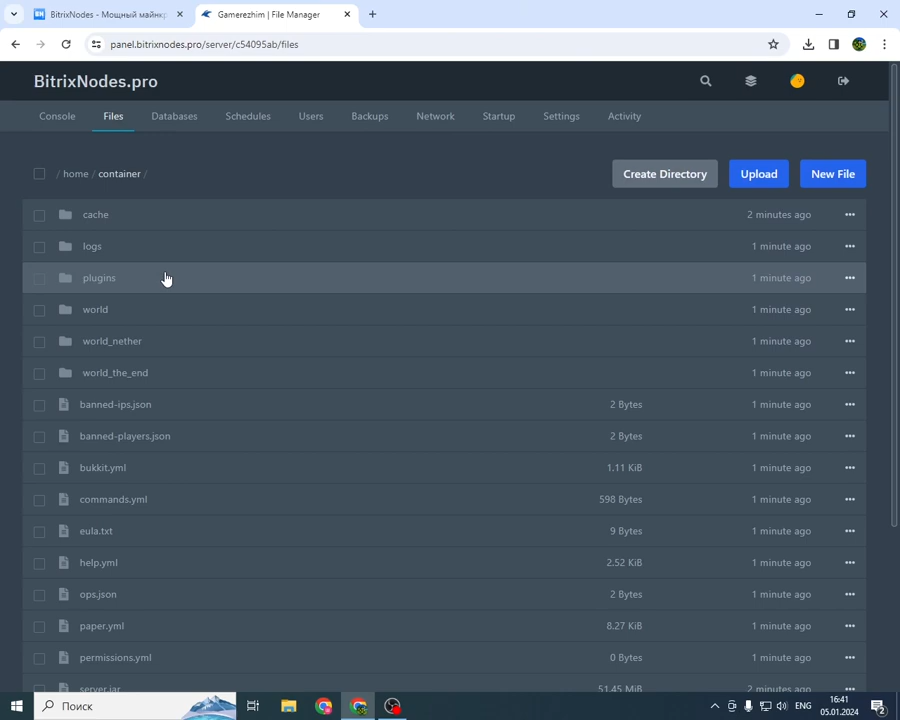 BitrixNodes - Мощный майнкр
Gamerezhim | File Manager
panel.bitrixnodes.pro/server/c54095ab/files
BitrixNodes.pro
Console Files Databases Schedules Users Backups Network Startup Settings Activity
/ home / container /
Create Directory Upload New File
cache 2 minutes ago
logs 1 minute ago
plugins 1 minute ago
world 1 minute ago
world_nether 1 minute ago
world_the_end 1 minute ago
banned-ips.json 2 Bytes 1 minute ago
banned-players.json 2 Bytes 1 minute ago
bukkit.yml 1.11 KiB 1 minute ago
commands.yml 598 Bytes 1 minute ago
eula.txt 9 Bytes 1 minute ago
help.yml 2.52 KiB 1 minute ago
ops.json 2 Bytes 1 minute ago
paper.yml 8.27 KiB 1 minute ago
permissions.yml 0 Bytes 1 minute ago
server.jar 51.45 MiB 2 minutes ago
Поиск
ENG
16:41
05.01.2024
2